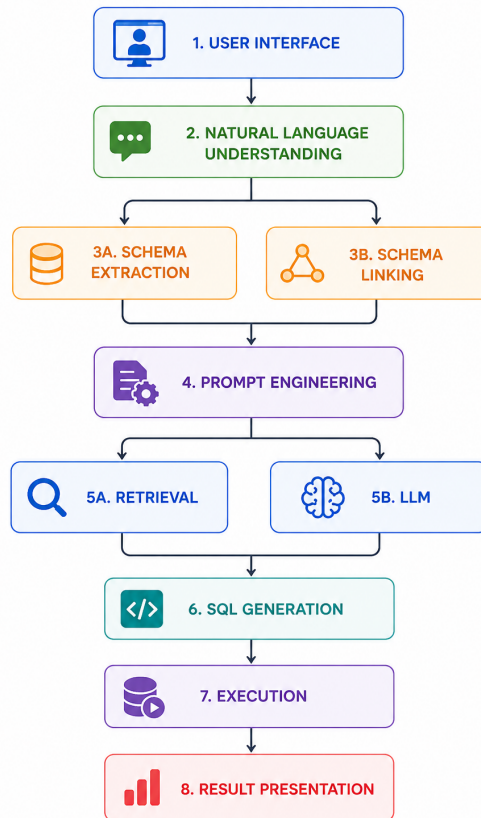 1. USER INTERFACE
2. NATURAL LANGUAGE
UNDERSTANDING
3A. SCHEMA
EXTRACTION
3B. SCHEMA
LINKING
4. PROMPT ENGINEERING
5A. RETRIEVAL
5B. LLM
</> 6. SQL GENERATION
7. EXECUTION
8. RESULT PRESENTATION